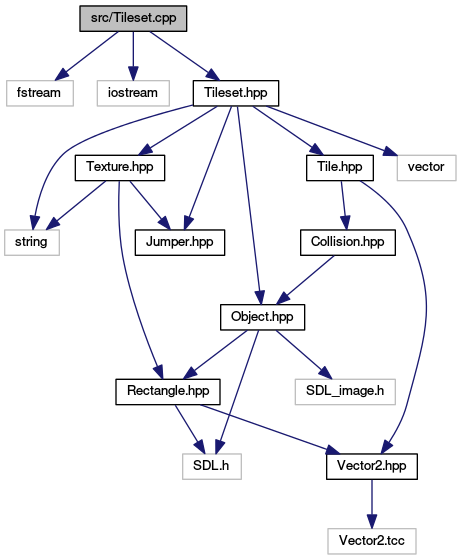 src/Tileset.cpp
fstream
iostream
Tileset.hpp
Texture.hpp
Tile.hpp
vector
string
Jumper.hpp
Collision.hpp
Object.hpp
Rectangle.hpp
SDL_image.h
SDL.h
Vector2.hpp
Vector2.tcc